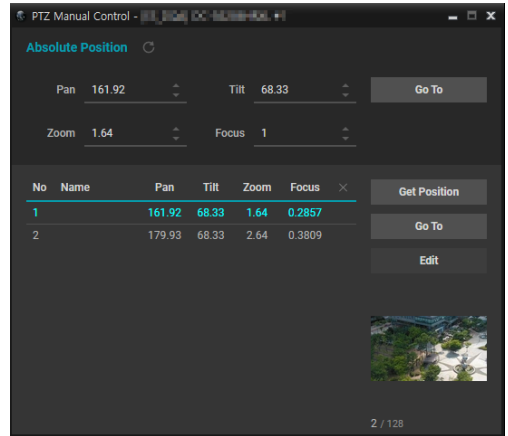 PTZ Manual Control -
Absolute Position
Pan 161.92 Tilt 68.33 Go To
Zoom 1.64 Focus 1
No Name Pan Tilt Zoom Focus
Get Position
1 161.92 68.33 1.64 0.2857
Go To
2 179.93 68.33 2.64 0.3809
Edit
2 / 128